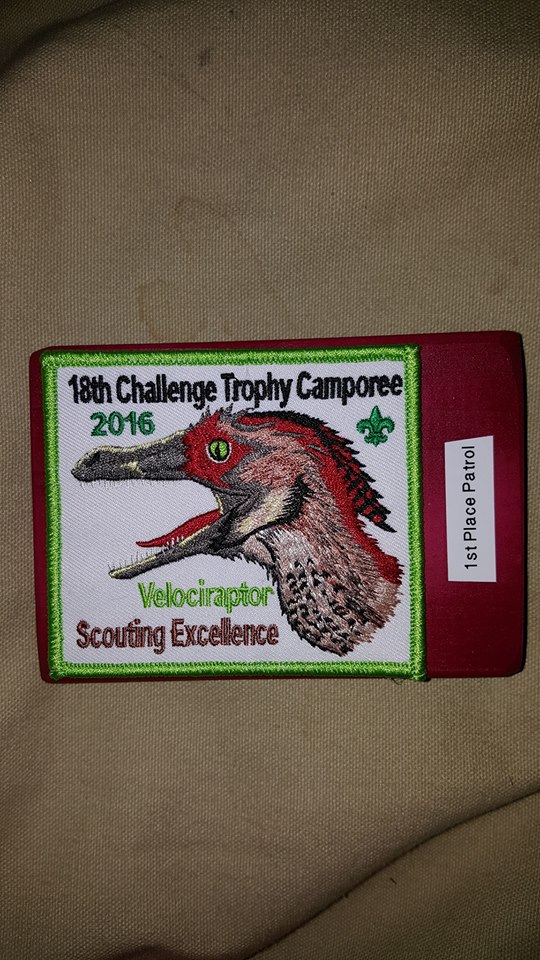 18th Challenge Trophy Camporee
2016
Velociraptor
Scouting Excellence
1st Place Patrol